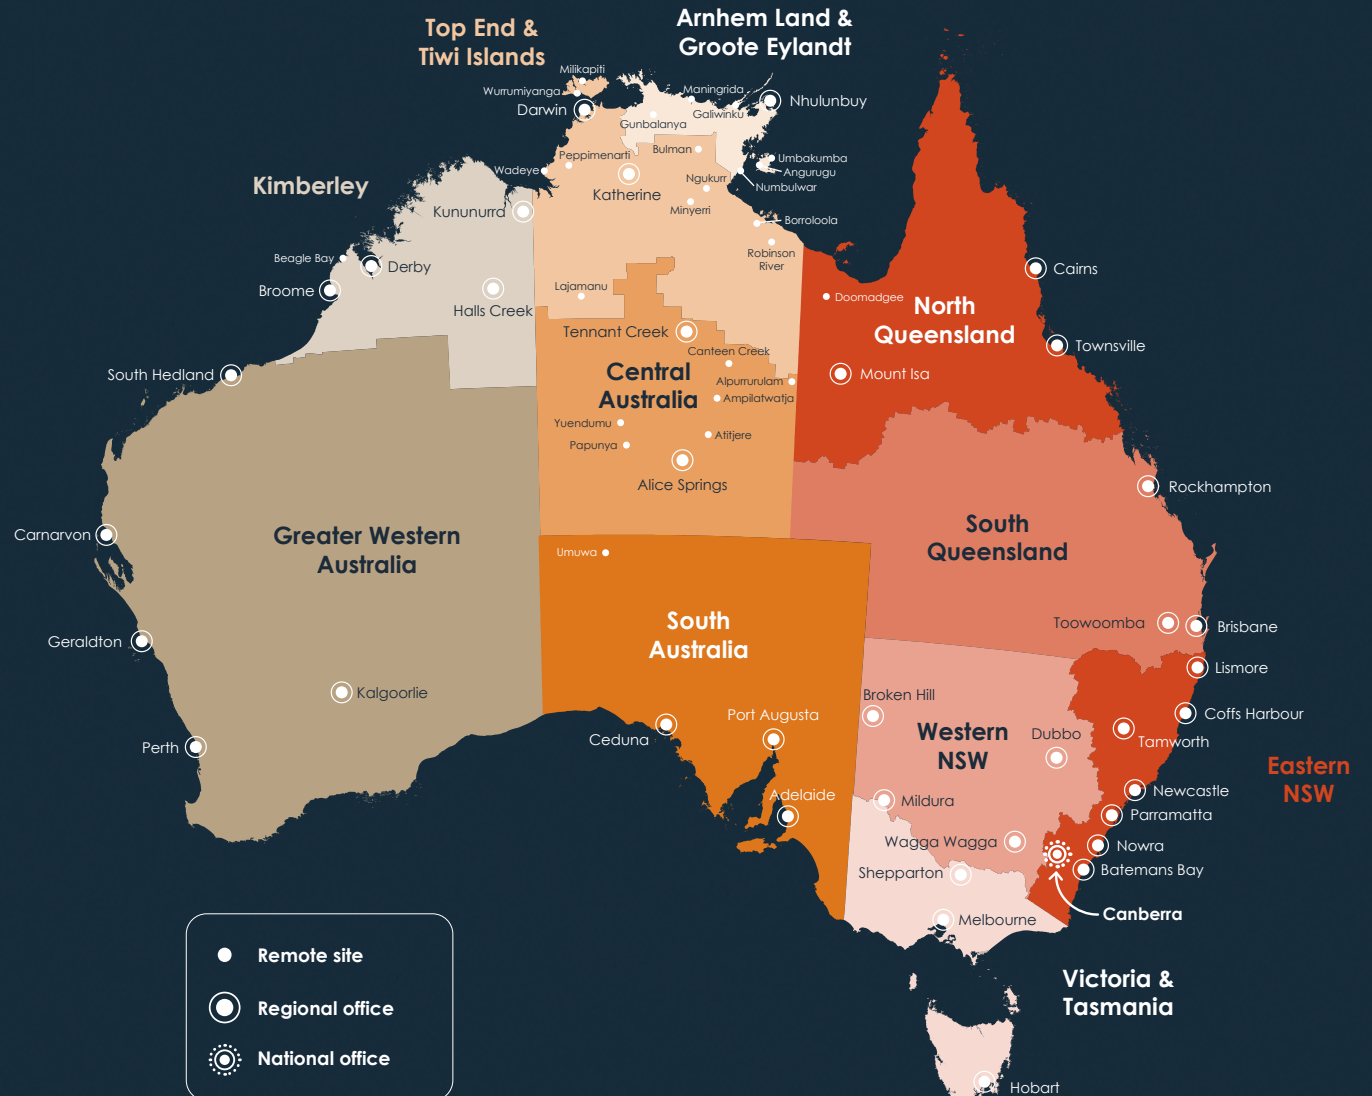 Top End &
Tiwi Islands
Arnhem Land &
Groote Eylandt
Milikapiti
Wurrumiyanga
Darwin
Maningrida
Nhulunbuy
Galiwinku
Gunbalanya
Bulman
Peppimenarti
Umbakumba
Angurugu
Wadeye
Numbulwar
Ngukurr
Katherine
Minyerri
Kimberley
Kununurra
Borroloola
Robinson
River
Beagle Bay
Derby
Broome
Halls Creek
Lajamanu
Doomadgee
Cairns
North
Queensland
Tennant Creek
Canteen Creek
Townsville
South Hedland
Central
Australia
Alpurrurulam
Mount Isa
Ampilatwatja
Yuendumu
Atitjere
Papunya
Alice Springs
Rockhampton
Carnarvon
Greater Western
Australia
South
Queensland
Umuwa
South
Australia
Toowoomba
Brisbane
Geraldton
Lismore
Kalgoorlie
Broken Hill
Port Augusta
Coffs Harbour
Western
NSW
Dubbo
Tamworth
Perth
Ceduna
Eastern
NSW
Adelaide
Mildura
Newcastle
Parramatta
Wagga Wagga
Nowra
Shepparton
Batemans Bay
Canberra
Melbourne
Victoria &
Tasmania
Hobart
Remote site
Regional office
National office